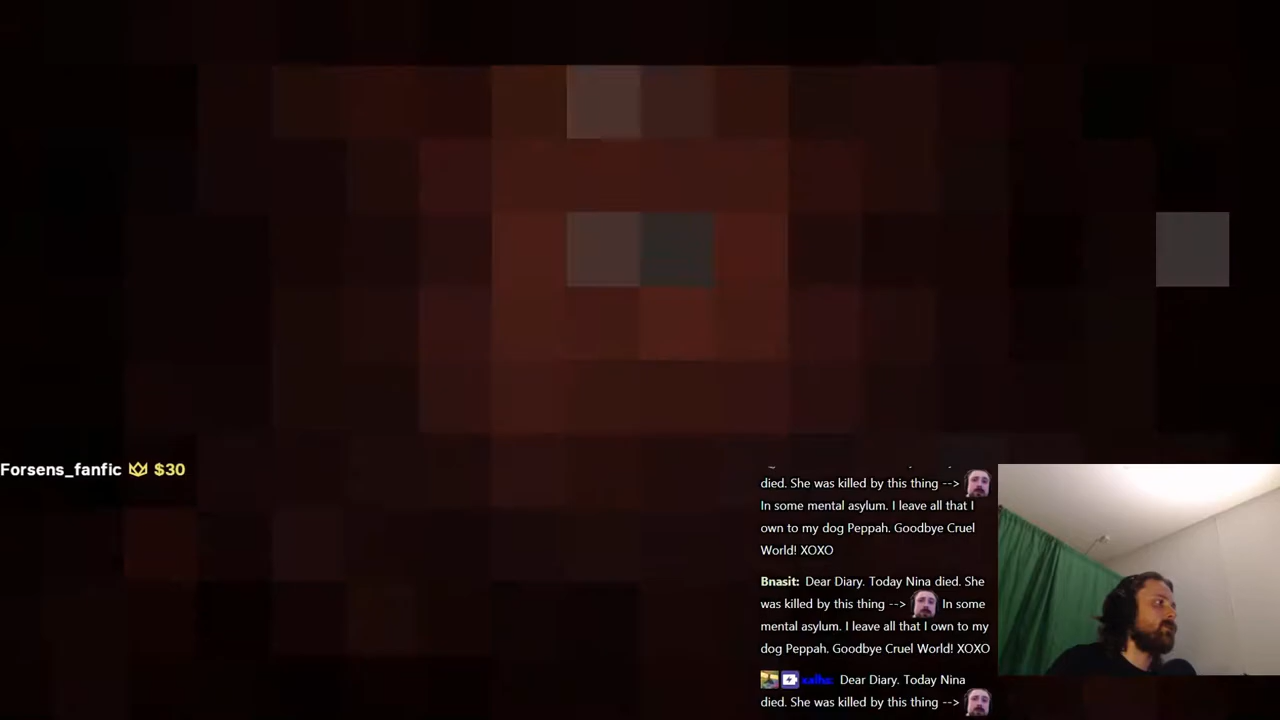 Forsens_fanfic $30
died. She was killed by this thing -->
In some mental asylum. I leave all that I
own to my dog Peppah. Goodbye Cruel
World! XOXO
Bnasit: Dear Diary. Today Nina died. She
was killed by this thing --> In some
mental asylum. I leave all that I own to my
dog Peppah. Goodbye Cruel World! XOXO
xalhs: Dear Diary. Today Nina
died. She was killed by this thing -->